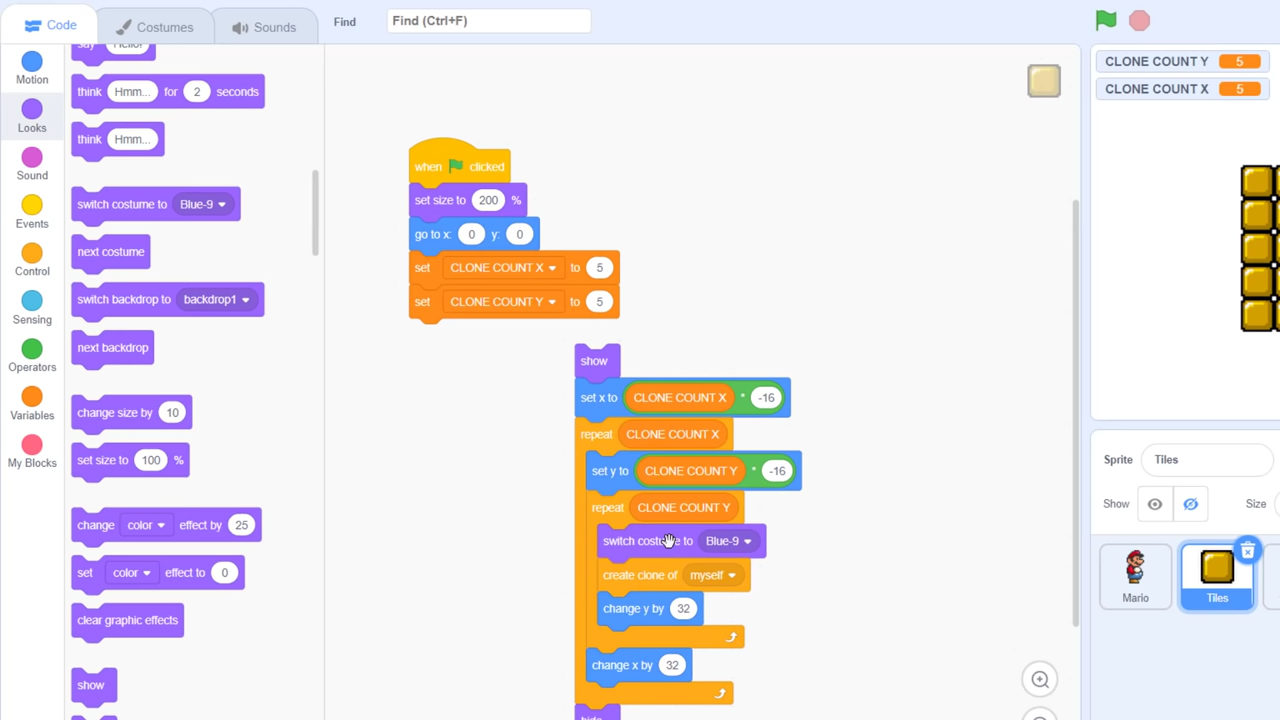 Code
Costumes
Sounds
Find
Find (Ctrl+F)
Motion
Looks
Sound
Events
Control
Sensing
Operators
Variables
My Blocks
say Hello!
think Hmm... for 2 seconds
think Hmm...
switch costume to Blue-9
next costume
switch backdrop to backdrop1
next backdrop
change size by 10
set size to 100 %
change color effect by 25
set color effect to 0
clear graphic effects
show
when clicked
set size to 200 %
go to x: 0 y: 0
set CLONE COUNT X to 5
set CLONE COUNT Y to 5
show
set x to CLONE COUNT X * -16
repeat CLONE COUNT X
set y to CLONE COUNT Y * -16
repeat CLONE COUNT Y
switch costume to Blue-9
create clone of myself
change y by 32
change x by 32
hide
CLONE COUNT Y 5
CLONE COUNT X 5
Sprite Tiles
Show
Size
Mario
Tiles